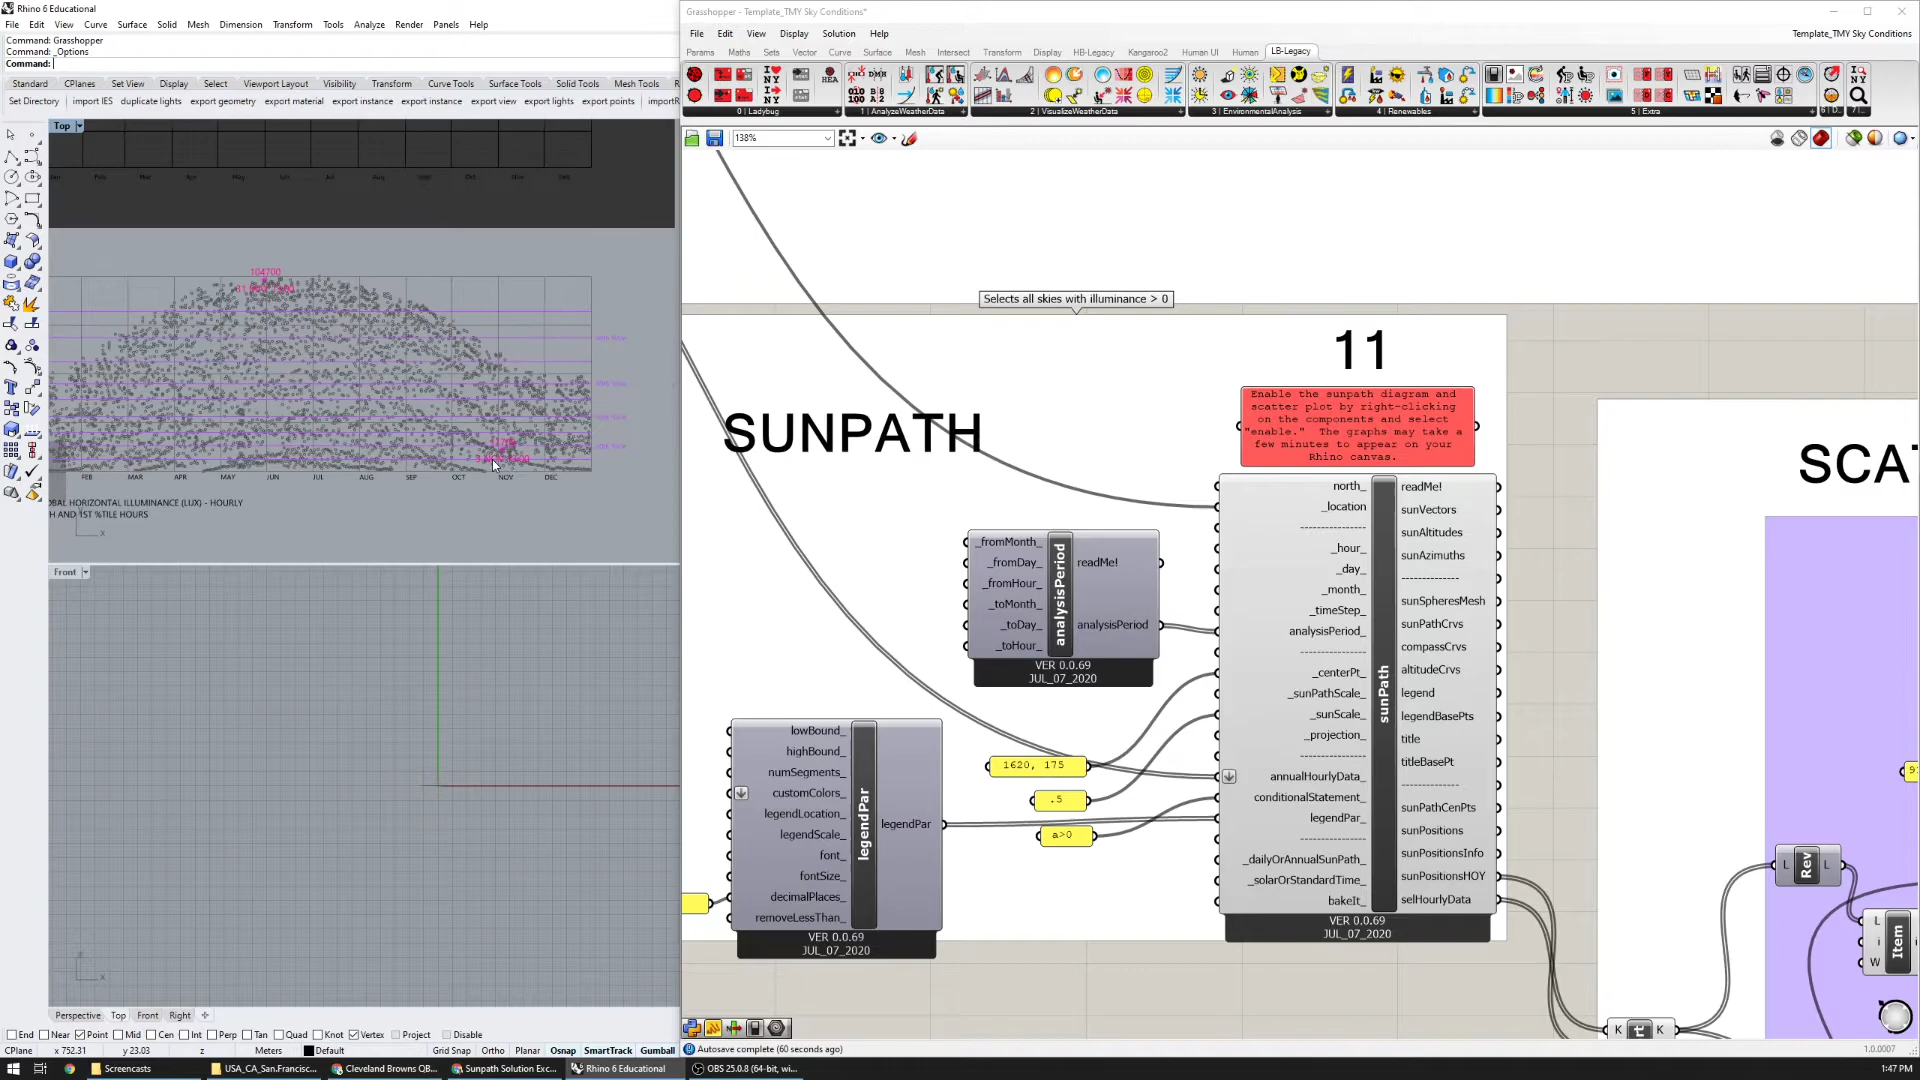 Rhino 6 Educational
File Edit View Curve Surface Solid Mesh Dimension Transform Tools Analyze Render Panels Help
Command: Grasshopper
Command: _Options
Command:
Standard CPlanes Set View Display Select Viewport Layout Visibility Transform Curve Tools Surface Tools Solid Tools Mesh Tools
Set Directory import IES duplicate lights export geometry export material export instance export instance export view export lights export points
Top
Feb Mar Apr May Jun Jul Aug Sep Oct Nov Dec
104700
FEB MAR APR MAY JUN JUL AUG SEP OCT NOV DEC
BAL HORIZONTAL ILLUMINANCE (LUX) - HOURLY
H AND 1ST %TILE HOURS
x
Front
x
Perspective Top Front Right
End Near Point Mid Cen Int Perp Tan Quad Knot Vertex Project Disable
CPlane x 752.31 y 23.03 z Meters Default Grid Snap Ortho Planar Osnap SmartTrack Gumball
Grasshopper - Template_TMY Sky Conditions*
File Edit View Display Solution Help
Template_TMY Sky Conditions
Params Maths Sets Vector Curve Surface Mesh Intersect Transform Display HB-Legacy Kangaroo2 Human UI Human LB-Legacy
0 | Ladybug 1 | AnalyzeWeatherData 2 | VisualizeWeatherData 3 | EnvironmentalAnalysis 4 | Renewables 5 | Extra
138%
Selects all skies with illuminance > 0
11
Enable the sunpath diagram and
scatter plot by right-clicking
on the components and select
"enable." The graphs may take a
few minutes to appear on your
Rhino canvas.
SUNPATH
SCA
_fromMonth_
_fromDay_
_fromHour_
_toMonth_
_toDay_
_toHour_
analysisPeriod
readMe!
analysisPeriod
VER 0.0.69
JUL_07_2020
lowBound_
highBound_
numSegments_
customColors_
legendLocation_
legendScale_
font_
fontSize_
decimalPlaces_
removeLessThan_
legendPar
legendPar
VER 0.0.69
JUL_07_2020
1620, 175
.5
a>0
north_
_location
----------------
_hour_
_day_
_month_
_timeStep_
analysisPeriod_
----------------
_centerPt_
_sunPathScale_
_sunScale_
_projection_
----------------
annualHourlyData_
conditionalStatement_
legendPar_
----------------
_dailyOrAnnualSunPath_
_solarOrStandardTime_
bakeIt_
sunPath
readMe!
sunVectors
sunAltitudes
sunAzimuths
--------------
sunSpheresMesh
sunPathCrvs
compassCrvs
altitudeCrvs
legend
legendBasePts
title
titleBasePt
--------------
sunPathCenPts
sunPositions
sunPositionsInfo
sunPositionsHOY
selHourlyData
VER 0.0.69
JUL_07_2020
L Rev L
L
i
W
Item
K K
Autosave complete (60 seconds ago)
1.0.0007
Screencasts USA_CA_San.Francisc... Cleveland Browns QB... Sunpath Solution Exc... Rhino 6 Educational OBS 25.0.8 (64-bit, wi... 1:47 PM